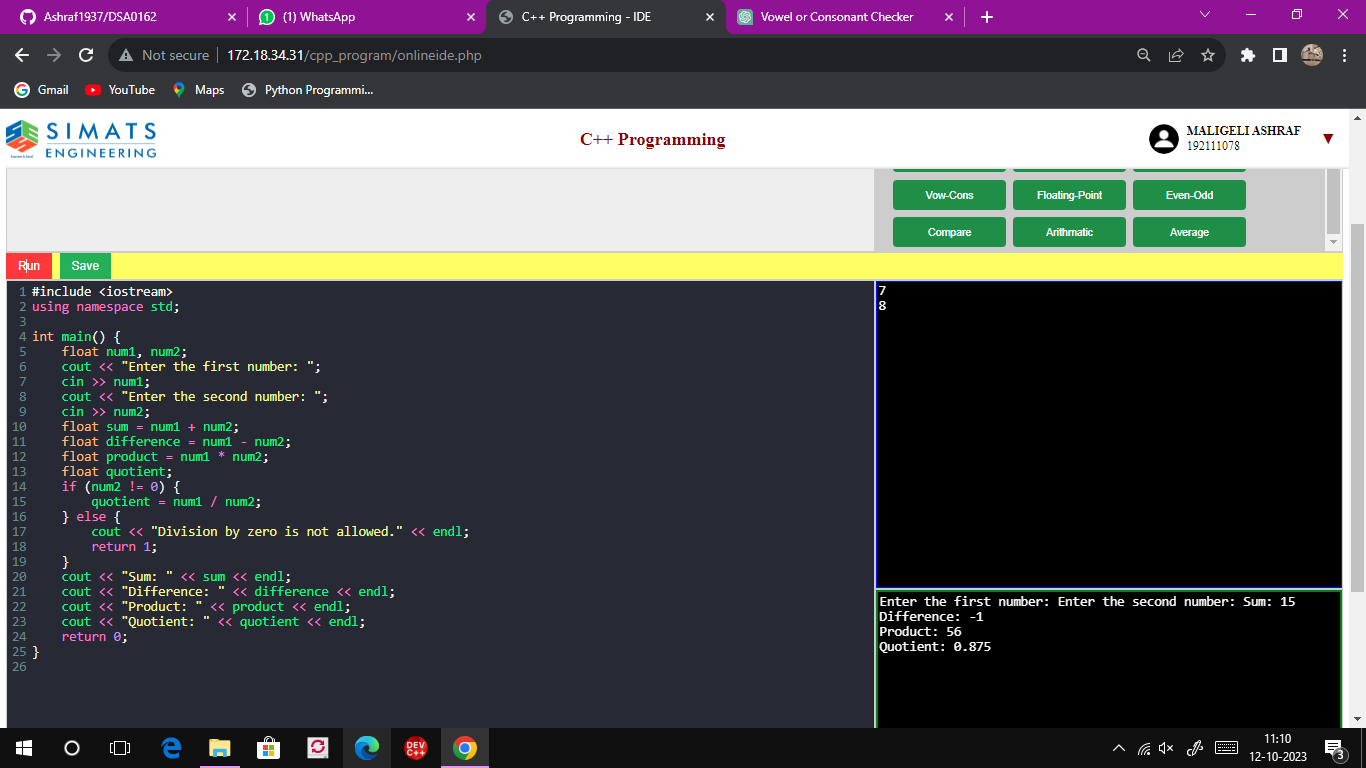 Ashraf1937/DSA0162
(1) WhatsApp
C++ Programming - IDE
Vowel or Consonant Checker
Not secure
172.18.34.31/cpp_program/onlineide.php
Gmail
YouTube
Maps
Python Programmi...
SIMATS
ENGINEERING
C++ Programming
MALIGELI ASHRAF
192111078
Vow-Cons
Floating-Point
Even-Odd
Compare
Arithmatic
Average
Run
Save
1 #include <iostream>
2 using namespace std;
3
4 int main() {
5     float num1, num2;
6     cout << "Enter the first number: ";
7     cin >> num1;
8     cout << "Enter the second number: ";
9     cin >> num2;
10     float sum = num1 + num2;
11     float difference = num1 - num2;
12     float product = num1 * num2;
13     float quotient;
14     if (num2 != 0) {
15         quotient = num1 / num2;
16     } else {
17         cout << "Division by zero is not allowed." << endl;
18         return 1;
19     }
20     cout << "Sum: " << sum << endl;
21     cout << "Difference: " << difference << endl;
22     cout << "Product: " << product << endl;
23     cout << "Quotient: " << quotient << endl;
24     return 0;
25 }
26
7
8
Enter the first number: Enter the second number: Sum: 15
Difference: -1
Product: 56
Quotient: 0.875
DEV
C++
11:10
12-10-2023
3